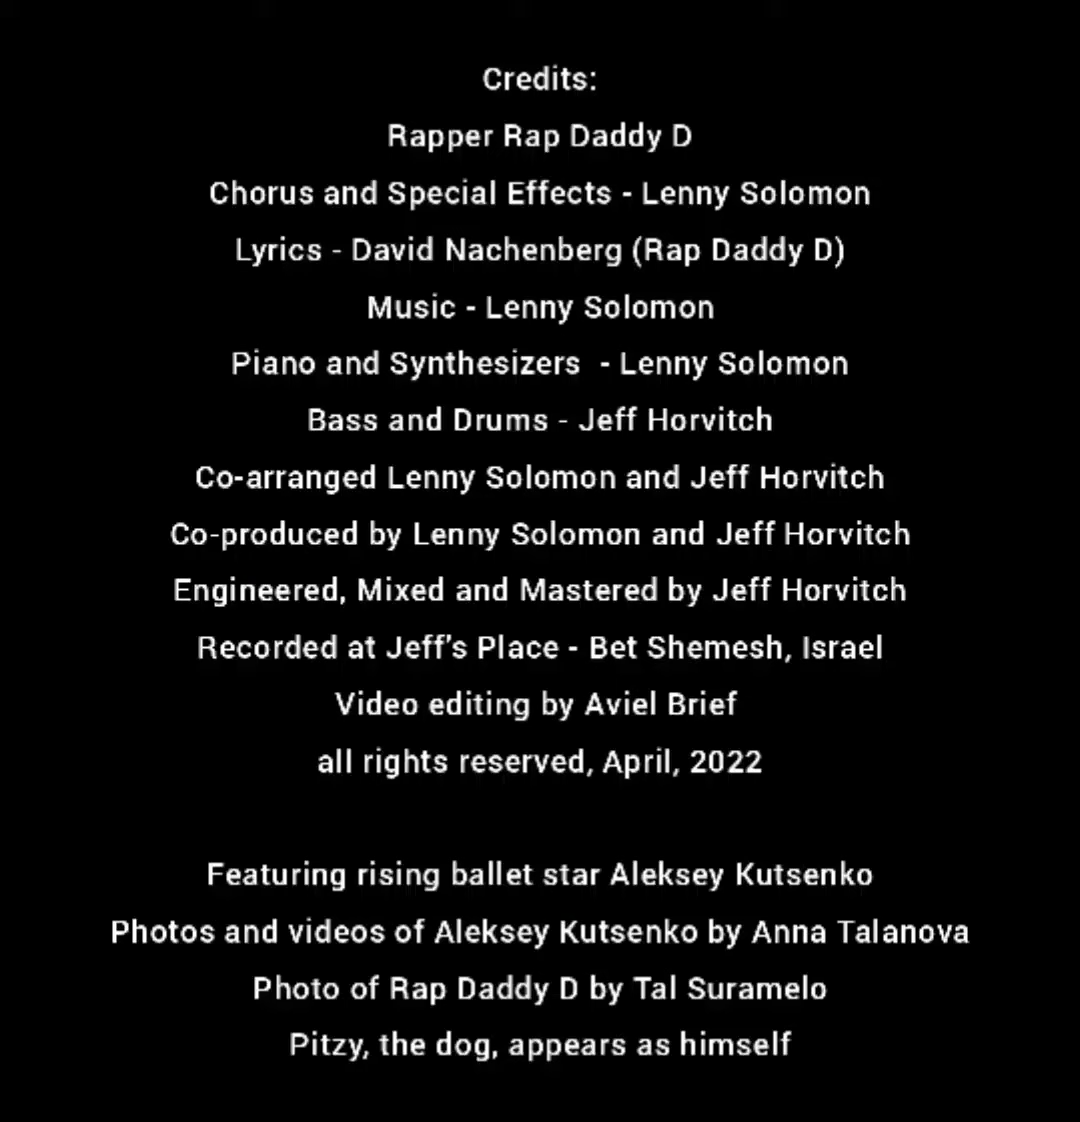 Credits:
Rapper Rap Daddy D
Chorus and Special Effects - Lenny Solomon
Lyrics - David Nachenberg (Rap Daddy D)
Music - Lenny Solomon
Piano and Synthesizers  - Lenny Solomon
Bass and Drums - Jeff Horvitch
Co-arranged Lenny Solomon and Jeff Horvitch
Co-produced by Lenny Solomon and Jeff Horvitch
Engineered, Mixed and Mastered by Jeff Horvitch
Recorded at Jeff's Place - Bet Shemesh, Israel
Video editing by Aviel Brief
all rights reserved, April, 2022
Featuring rising ballet star Aleksey Kutsenko
Photos and videos of Aleksey Kutsenko by Anna Talanova
Photo of Rap Daddy D by Tal Suramelo
Pitzy, the dog, appears as himself